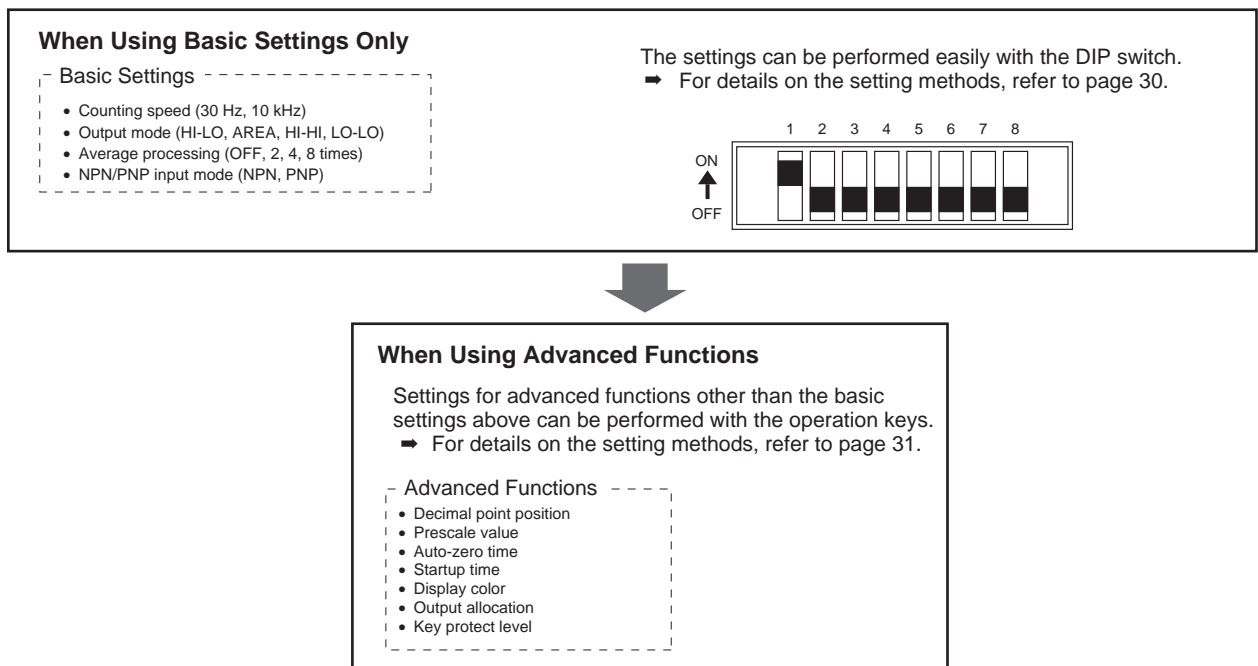 When Using Basic Settings Only
Basic Settings
• Counting speed (30 Hz, 10 kHz)
• Output mode (HI-LO, AREA, HI-HI, LO-LO)
• Average processing (OFF, 2, 4, 8 times)
• NPN/PNP input mode (NPN, PNP)
The settings can be performed easily with the DIP switch.
➡ For details on the setting methods, refer to page 30.
1 2 3 4 5 6 7 8
ON
OFF
When Using Advanced Functions
Settings for advanced functions other than the basic
settings above can be performed with the operation keys.
➡ For details on the setting methods, refer to page 31.
Advanced Functions
• Decimal point position
• Prescale value
• Auto-zero time
• Startup time
• Display color
• Output allocation
• Key protect level